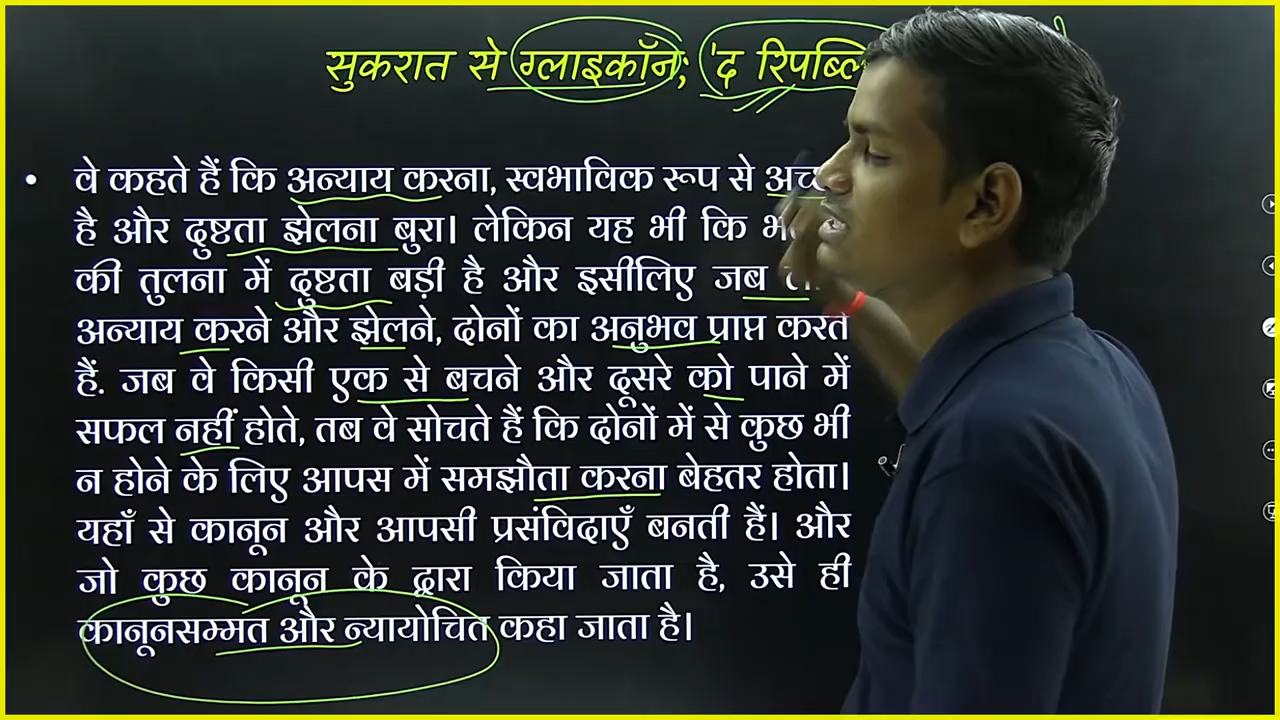 सुकरात से ग्लाइकॉन; 'द
वे कहते हैं कि अन्याय करना, स्वभाविक रूप से
है और दुष्टता झेलना बुरा। लेकिन यह भी कि
की तुलना में दुष्टता बड़ी है और इसीलिए जब
अन्याय करने और झेलने, दोनों का अनुभव प्राप्त करते
हैं. जब वे किसी एक से बचने और दूसरे को पाने में
सफल नहीं होते, तब वे सोचते हैं कि दोनों में से कुछ भी
न होने के लिए आपस में समझौता करना बेहतर होता।
यहाँ से कानून और आपसी प्रसंविदाएँ बनती हैं। और
जो कुछ कानून के द्वारा किया जाता है, उसे ही
कानूनसम्मत और न्यायोचित कहा जाता है।